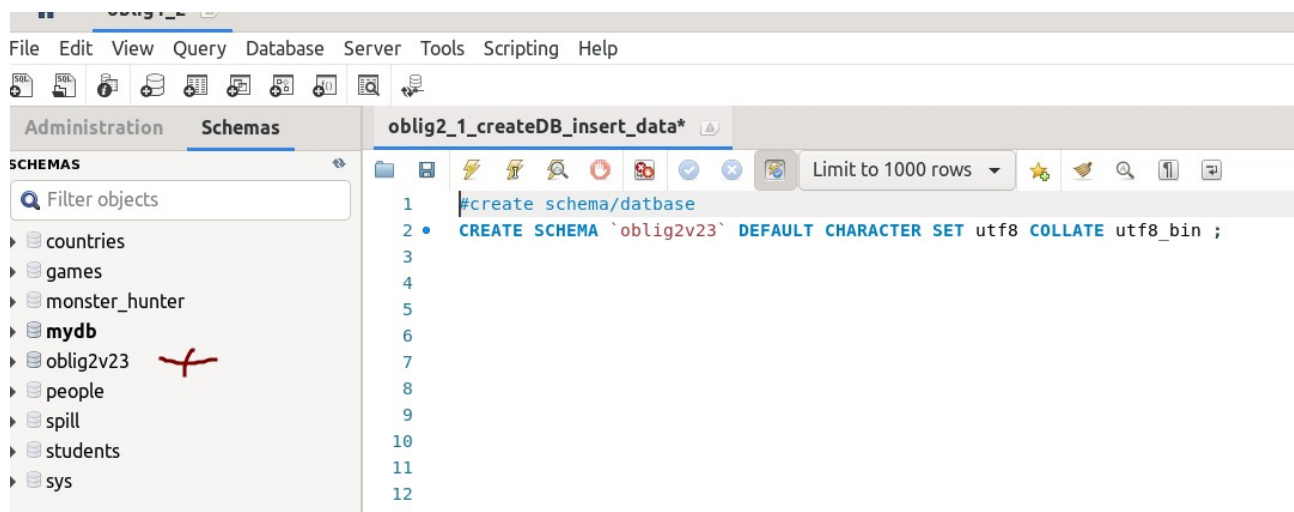 File Edit View Query Database Server Tools Scripting Help
Administration Schemas
oblig2_1_createDB_insert_data*
SCHEMAS
Limit to 1000 rows
Filter objects
1 #create schema/datbase
2 CREATE SCHEMA `oblig2v23` DEFAULT CHARACTER SET utf8 COLLATE utf8_bin ;
3
4
5
6
7
8
9
10
11
12
countries
games
monster_hunter
mydb
oblig2v23
people
spill
students
sys